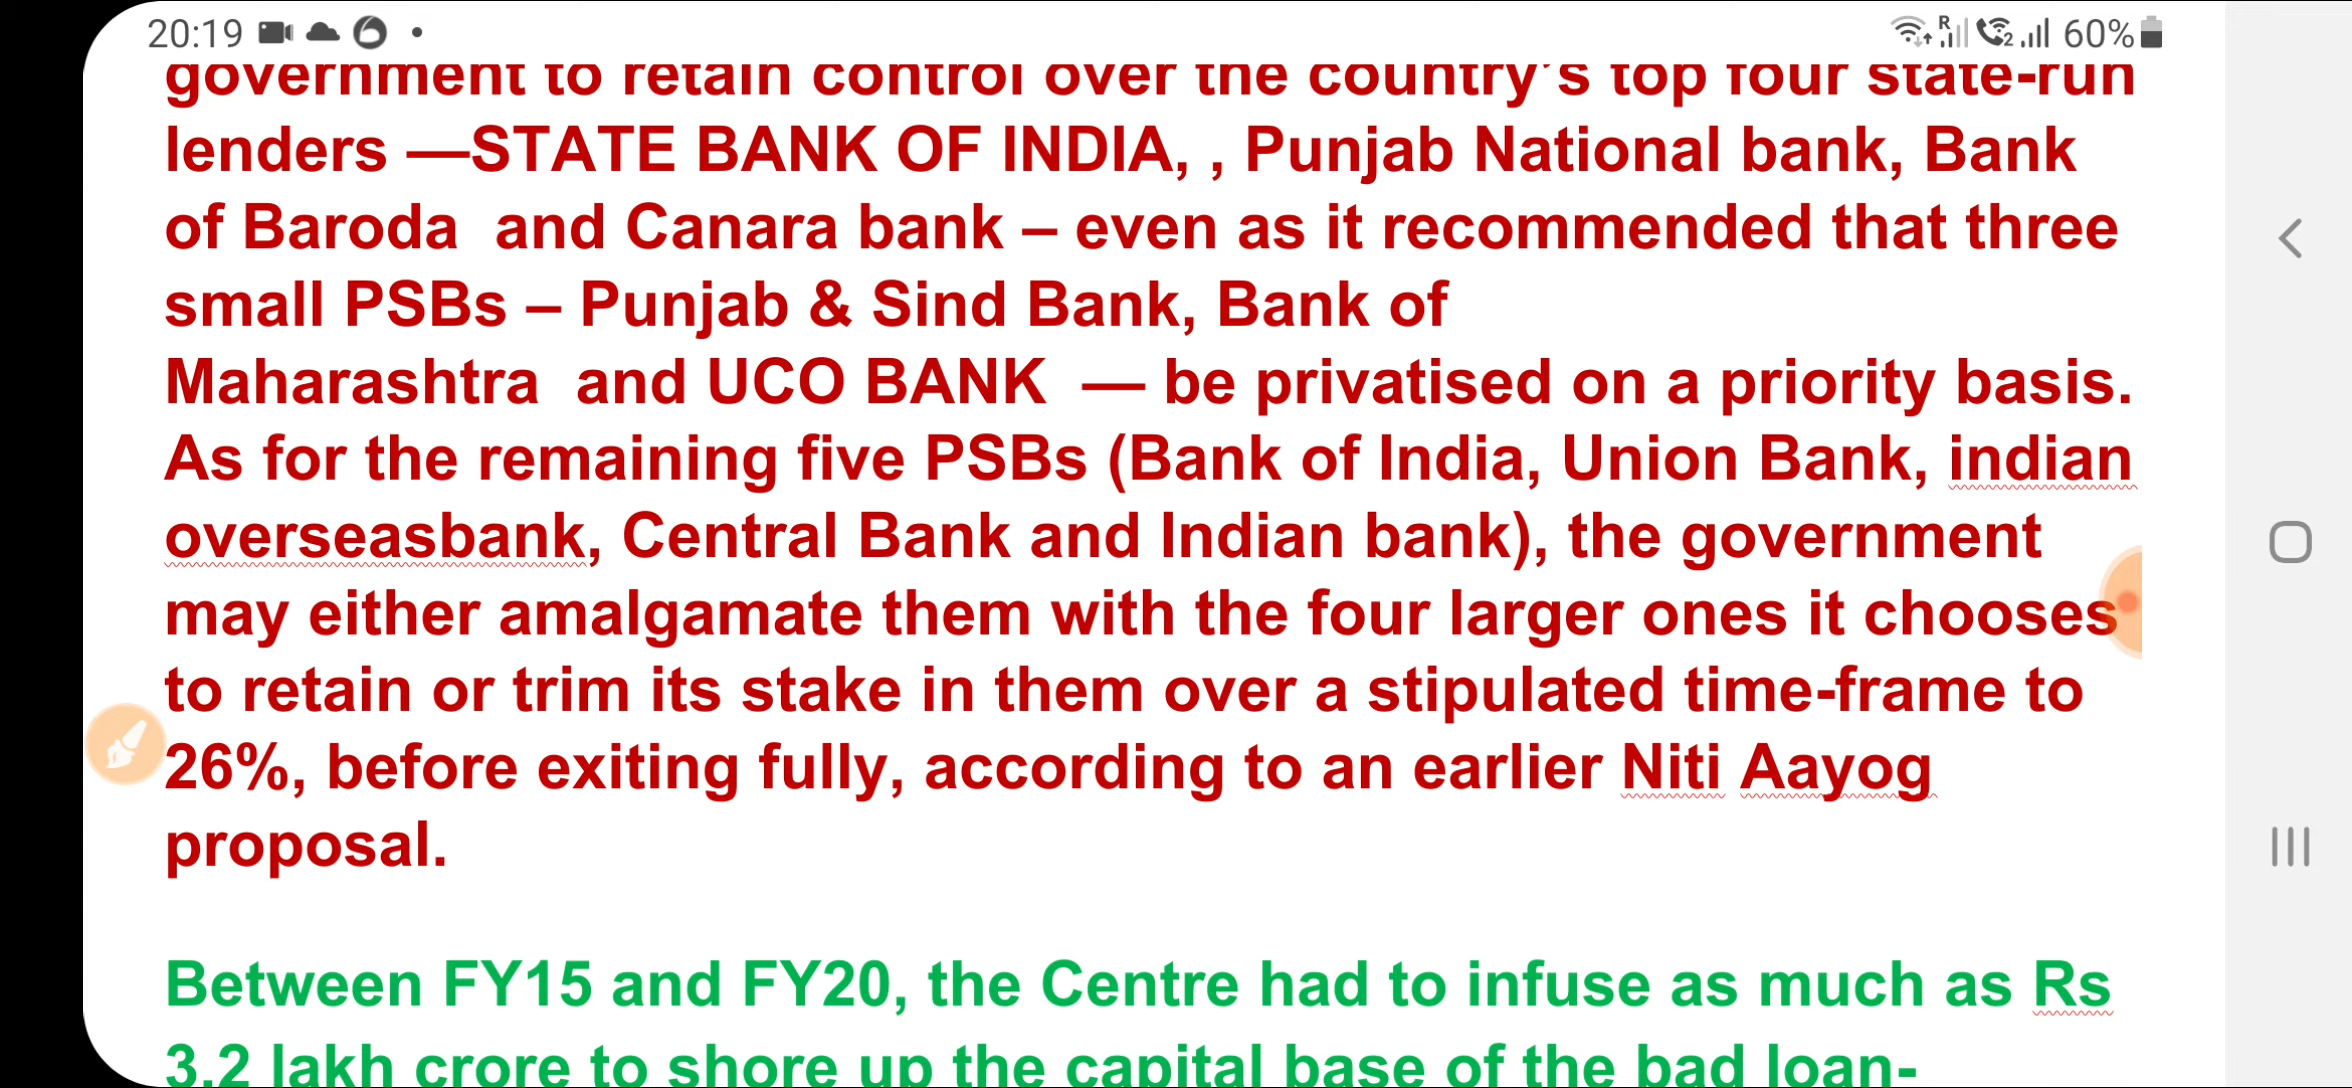 20:19
R
2
60%
government to retain control over the country's top four state-run
lenders —STATE BANK OF INDIA, , Punjab National bank, Bank
of Baroda and Canara bank – even as it recommended that three
small PSBs – Punjab & Sind Bank, Bank of
Maharashtra and UCO BANK — be privatised on a priority basis.
As for the remaining five PSBs (Bank of India, Union Bank, indian
overseasbank, Central Bank and Indian bank), the government
may either amalgamate them with the four larger ones it chooses
to retain or trim its stake in them over a stipulated time-frame to
26%, before exiting fully, according to an earlier Niti Aayog
proposal.
Between FY15 and FY20, the Centre had to infuse as much as Rs
3.2 lakh crore to shore up the capital base of the bad loan-